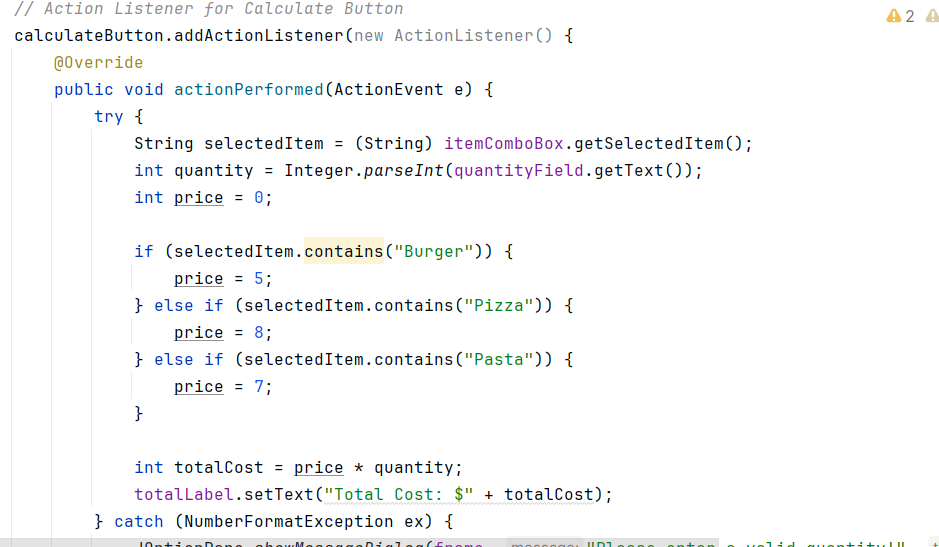 // Action Listener for Calculate Button
2
calculateButton.addActionListener(new ActionListener() {
@Override
public void actionPerformed(ActionEvent e) {
try {
String selectedItem = (String) itemComboBox.getSelectedItem();
int quantity = Integer.parseInt(quantityField.getText());
int price = 0;
if (selectedItem.contains("Burger")) {
price = 5;
} else if (selectedItem.contains("Pizza")) {
price = 8;
} else if (selectedItem.contains("Pasta")) {
price = 7;
}
int totalCost = price * quantity;
totalLabel.setText("Total Cost: $" + totalCost);
} catch (NumberFormatException ex) {
JOptionPane.showMessageDialog(frame, message: "Please enter a valid quantity!",